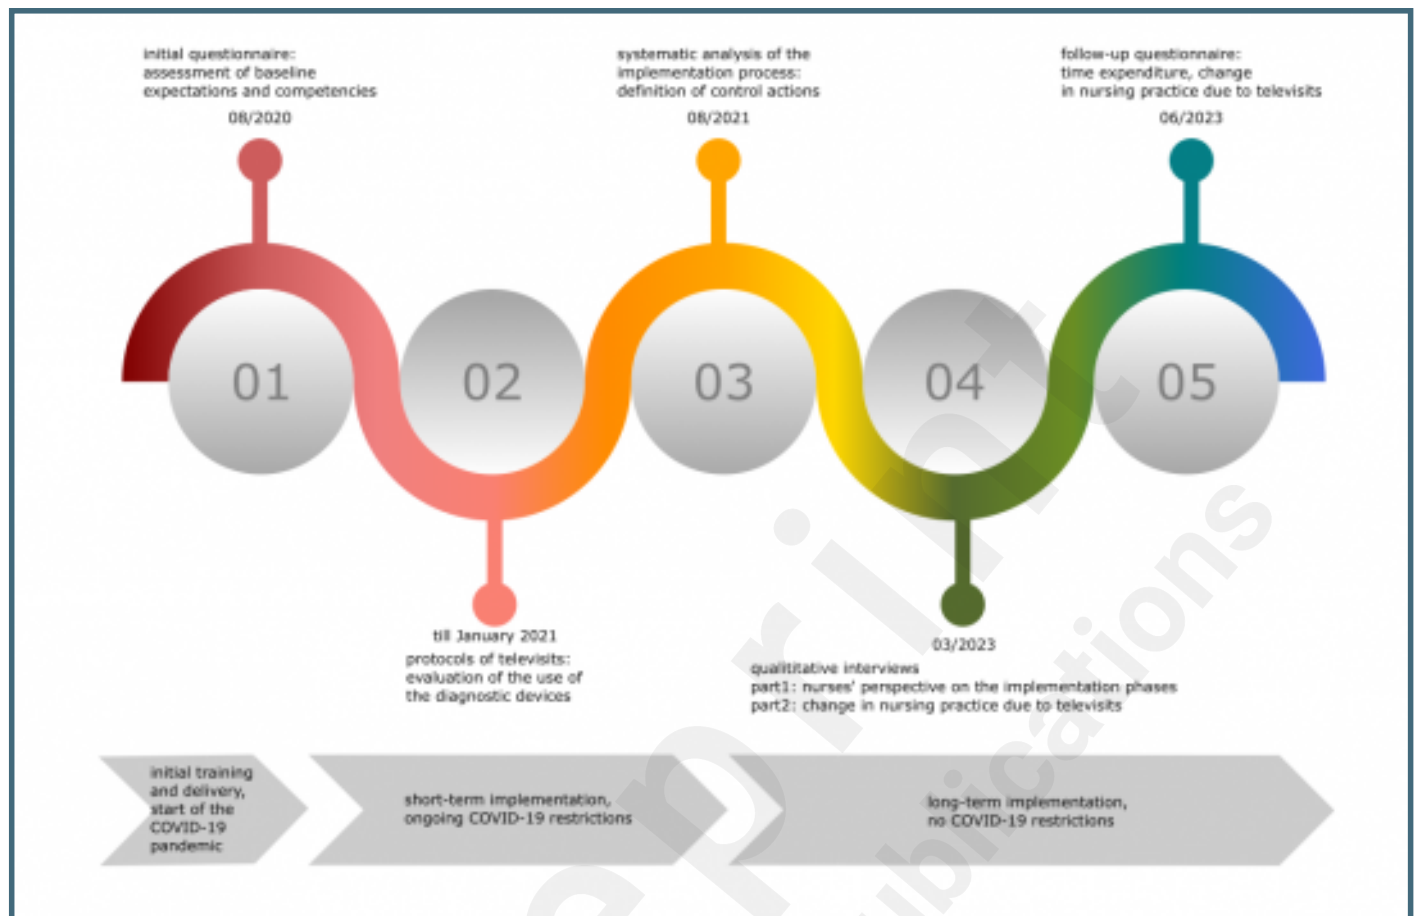 initial questionnaire:
assessment of baseline
expectations and competencies
08/2020
systematic analysis of the
implementation process:
definition of control actions
08/2021
follow-up questionnaire:
time expenditure, change
in nursing practice due to televisits
06/2023
01
02
03
04
05
till January 2021
protocols of televisits:
evaluation of the use of
the diagnostic devices
03/2023
qualititative interviews
part1: nurses' perspective on the implementation phases
part2: change in nursing practice due to televisits
initial training
and delivery,
start of the
COVID-19
pandemic
short-term implementation,
ongoing COVID-19 restrictions
long-term implementation,
no COVID-19 restrictions
eprint
ublications